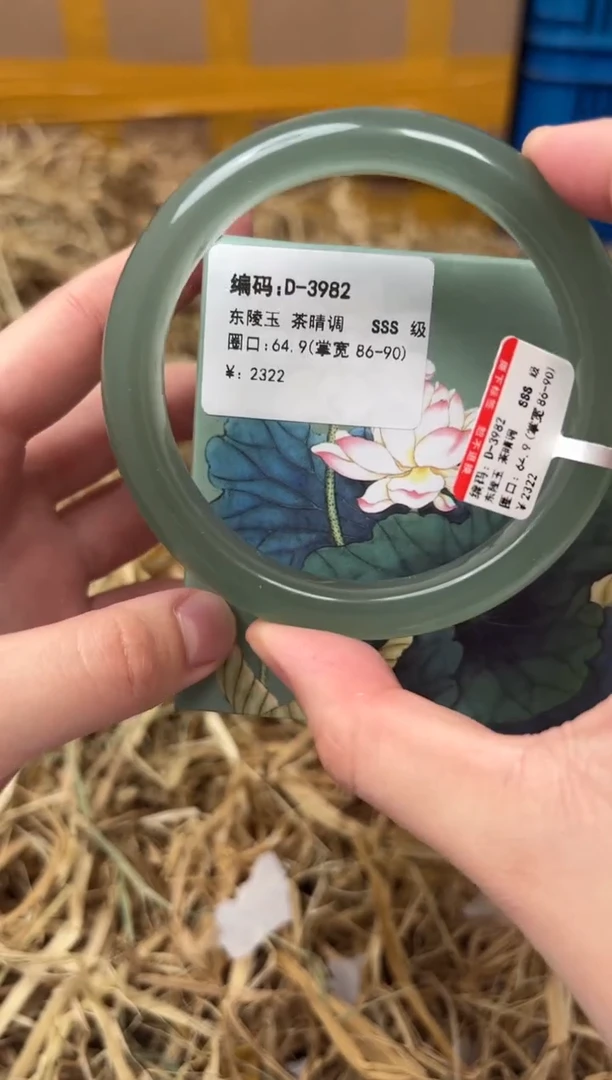 编码:D-3982
东陵玉 茶晴调 SSS 级
圈口:64.9(掌宽 86-90)
¥: 2322
编码: D-3982
东陵玉 茶晴调 SSS 级
圈口: 64.9 (掌宽 86-90)
¥2322